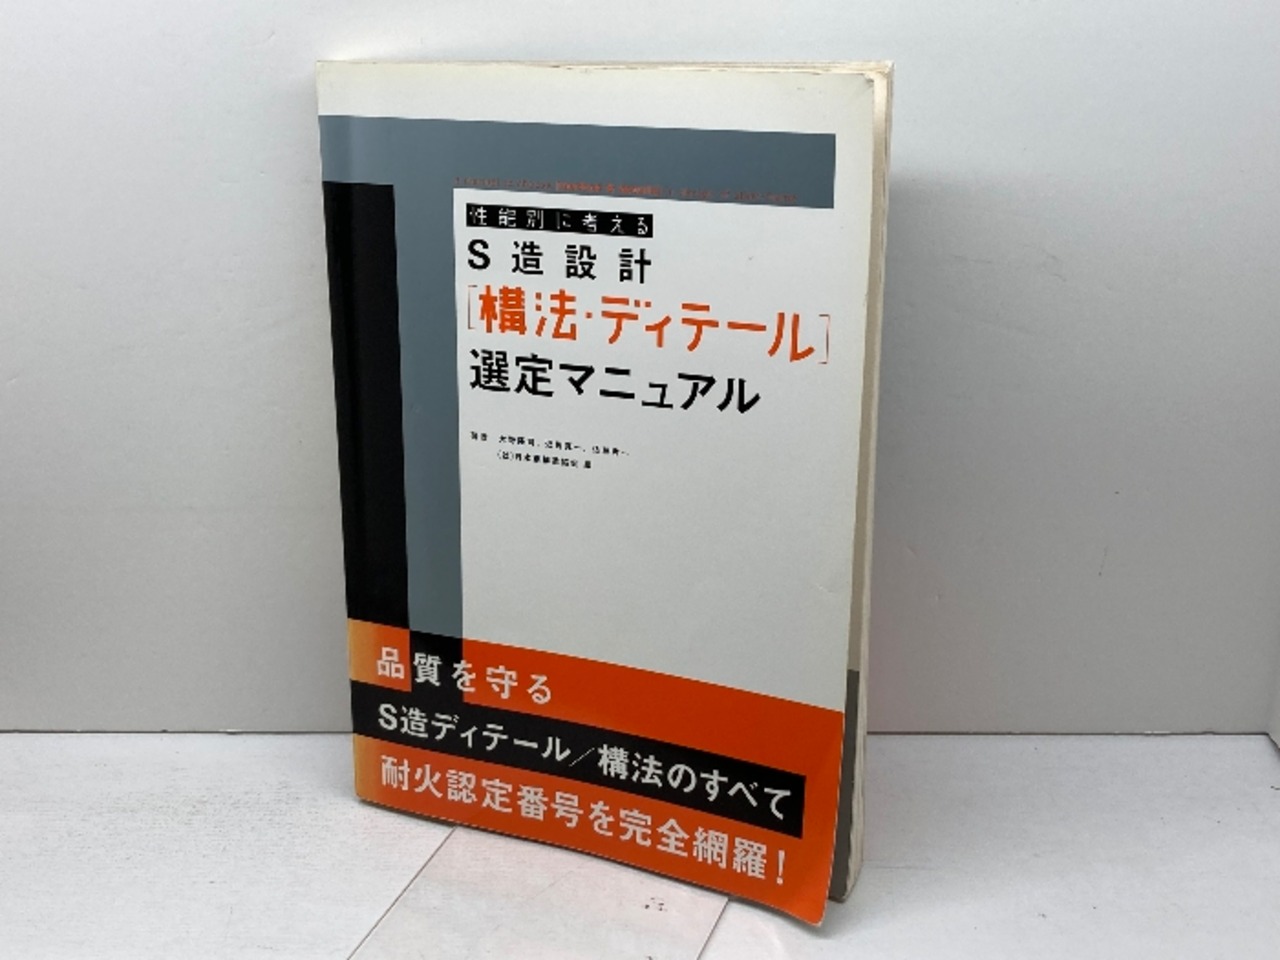 性能別に考える
S造設計
[構法・ディテール]
選定マニュアル
品質を守る
S造ディテール/構法のすべて
耐火認定番号を完全網羅!